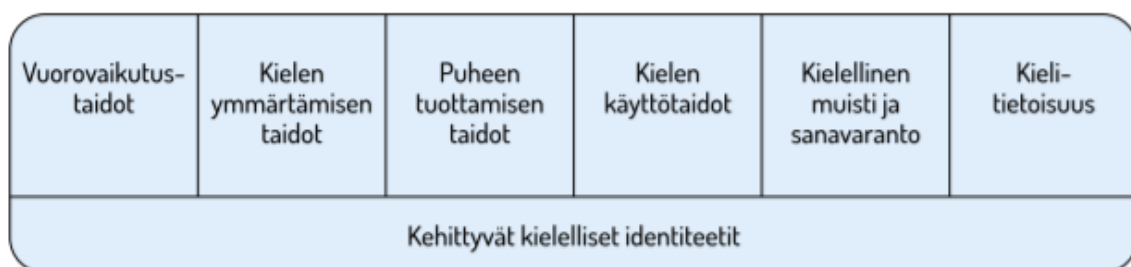 Vuorovaikutus-
taidot
Kielen
ymmärtämisen
taidot
Puheen
tuottamisen
taidot
Kielen
käyttötaidot
Kielellinen
muisti ja
sanavaranto
Kieli-
tietoisuus
Kehittyvät kielelliset identiteetit